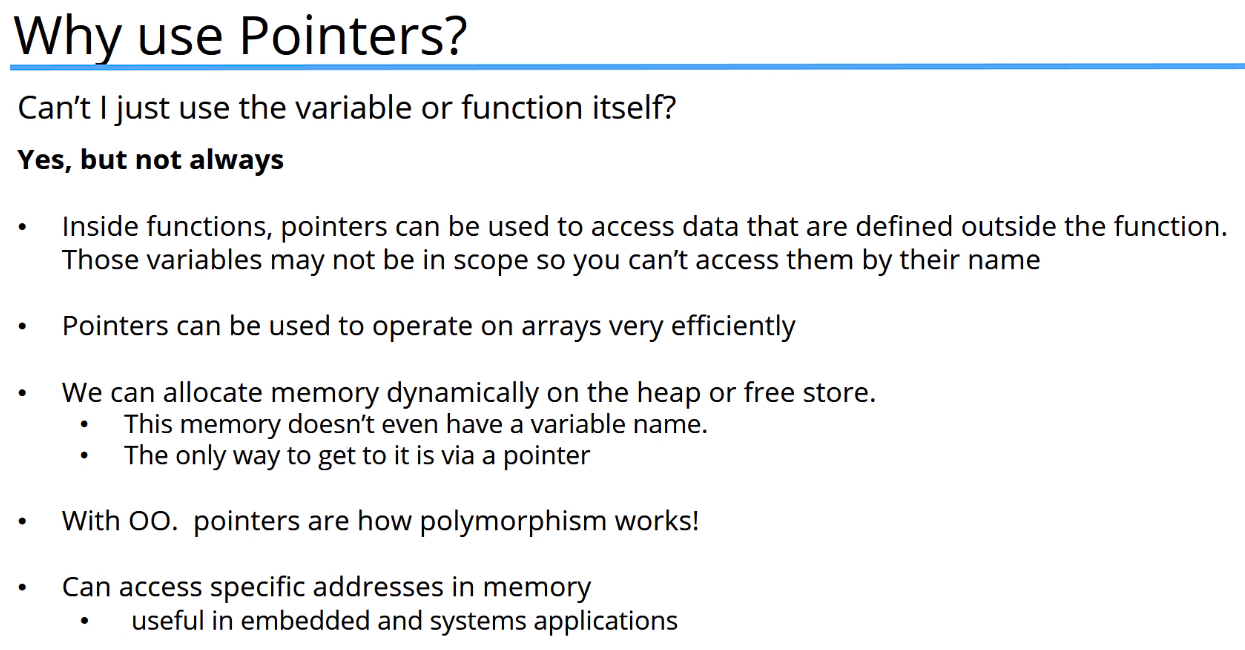 Why use Pointers?
Can’t I just use the variable or function itself?
Yes, but not always
• Inside functions, pointers can be used to access data that are defined outside the function.
Those variables may not be in scope so you can’t access them by their name
• Pointers can be used to operate on arrays very efficiently
• We can allocate memory dynamically on the heap or free store.
• This memory doesn’t even have a variable name.
• The only way to get to it is via a pointer
• With OO.  pointers are how polymorphism works!
• Can access specific addresses in memory
• useful in embedded and systems applications